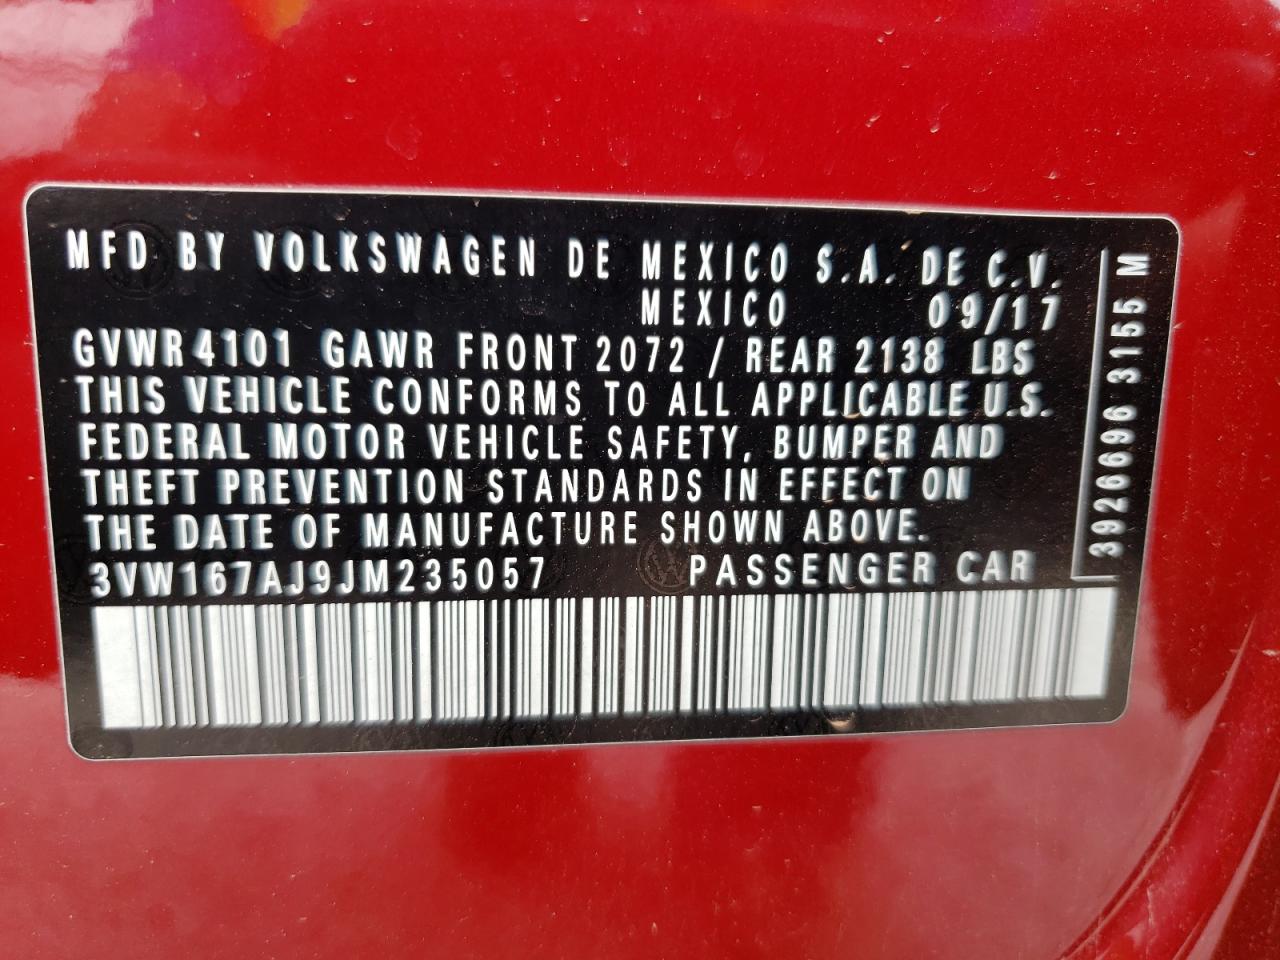 MFD BY VOLKSWAGEN DE MEXICO S.A. DE C.V.
MEXICO 09/17
GVWR 4101 GAWR FRONT 2072 / REAR 2138 LBS
THIS VEHICLE CONFORMS TO ALL APPLICABLE U.S.
FEDERAL MOTOR VEHICLE SAFETY, BUMPER AND
THEFT PREVENTION STANDARDS IN EFFECT ON
THE DATE OF MANUFACTURE SHOWN ABOVE.
3VW167AJ9JM235057 PASSENGER CAR
3926696 3155 M